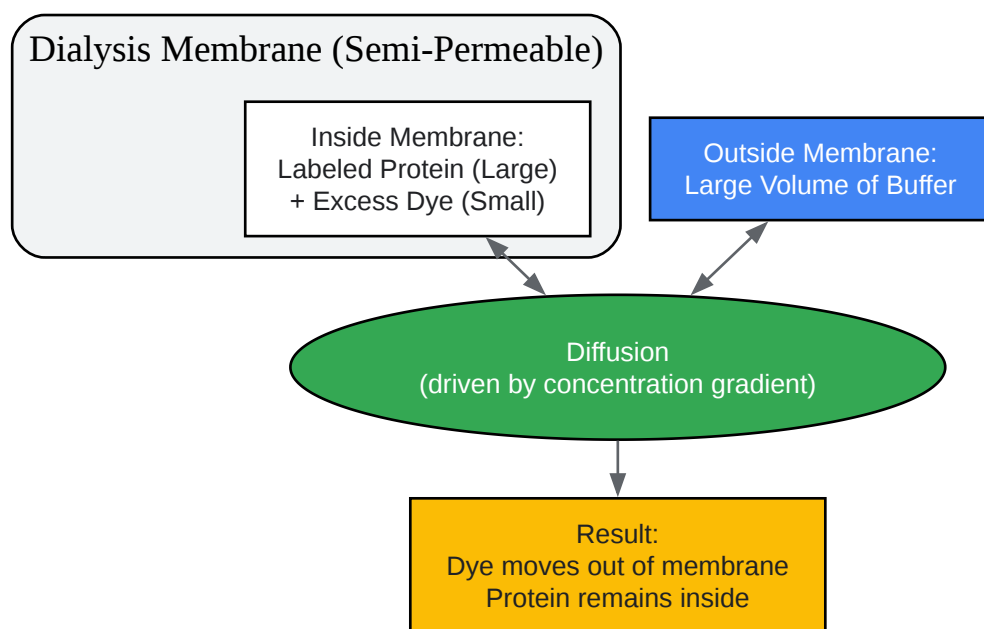 Dialysis Membrane (Semi-Permeable)
Inside Membrane:
Labeled Protein (Large)
+ Excess Dye (Small)
Outside Membrane:
Large Volume of Buffer
Diffusion
(driven by concentration gradient)
Result:
Dye moves out of membrane
Protein remains inside